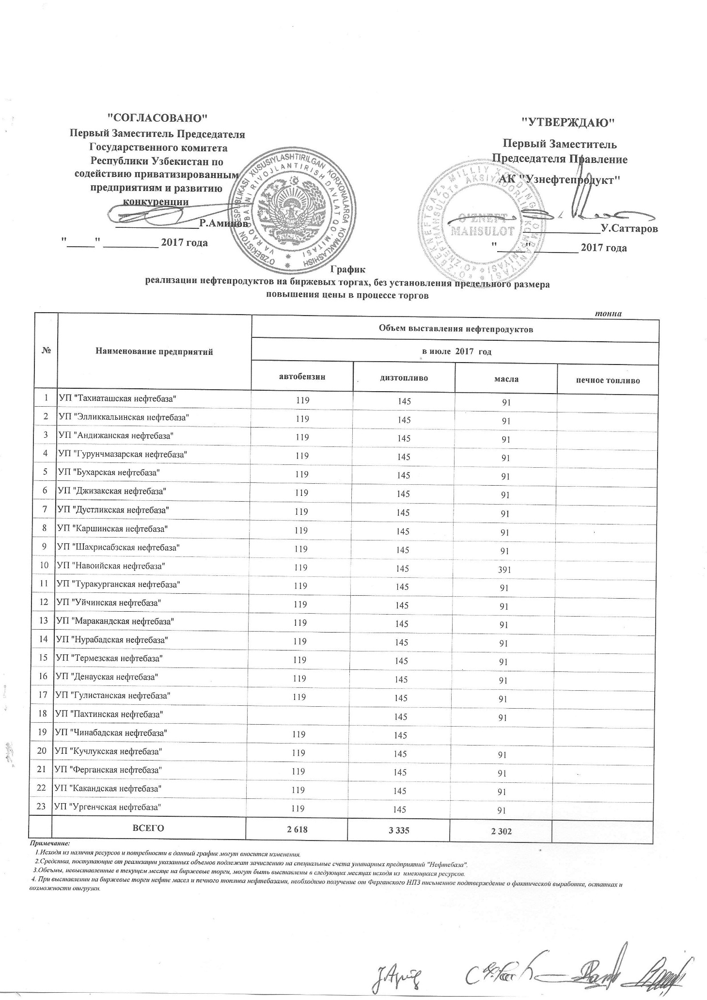 "СОГЛАСОВАНО"
Первый Заместитель Председателя
Государственного комитета
Республики Узбекистан по
содействию приватизированным
предприятиям и развитию
конкуренции
______________Р.Аминов
"_____" __________ 2017 года
"УТВЕРЖДАЮ"
Первый Заместитель
Председателя Правление
АК "Узнефтепродукт"
_____________У.Саттаров
"_____" ________ 2017 года
O'ZNEFT
MAHSULOT
График
реализации нефтепродуктов на биржевых торгах, без установления предельного размера
повышения цены в процессе торгов
тонна
№ Наименование предприятий Объем выставления нефтепродуктов
в июле 2017 год
автобензин дизтопливо масла печное топливо
1 УП "Тахиаташская нефтебаза" 119 145 91
2 УП "Элликкальинская нефтебаза" 119 145 91
3 УП "Андижанская нефтебаза" 119 145 91
4 УП "Гурунчмазарская нефтебаза" 119 145 91
5 УП "Бухарская нефтебаза" 119 145 91
6 УП "Джизакская нефтебаза" 119 145 91
7 УП "Дустликская нефтебаза" 119 145 91
8 УП "Каршинская нефтебаза" 119 145 91
9 УП "Шахрисабзская нефтебаза" 119 145 91
10 УП "Навоийская нефтебаза" 119 145 391
11 УП "Туракурганская нефтебаза" 119 145 91
12 УП "Уйчинская нефтебаза" 119 145 91
13 УП "Маракандская нефтебаза" 119 145 91
14 УП "Нурабадская нефтебаза" 119 145 91
15 УП "Термезская нефтебаза" 119 145 91
16 УП "Денауская нефтебаза" 119 145 91
17 УП "Гулистанская нефтебаза" 119 145 91
18 УП "Пахтинская нефтебаза" 145 91
19 УП "Чинабадская нефтебаза" 119 145
20 УП "Кучлукская нефтебаза" 119 145 91
21 УП "Ферганская нефтебаза" 119 145 91
22 УП "Какандская нефтебаза" 119 145 91
23 УП "Ургенчская нефтебаза" 119 145 91
ВСЕГО 2 618 3 335 2 302
Примечание:
1.Исходя из наличия ресурсов и потребности в данный график могут вносится изменения.
2.Средства, поступающие от реализации указанных объемов подлежат зачислению на специальные счета унитарных предприятий "Нефтебаза".
3.Обеъмы, невыставленные в текущем месяце на биржевые торги, могут быть выставлены в следующих месяцах исходя из имеющихся ресурсов.
4. При выставлении на биржевые торги нефте масел и печного топлива нефтебазами, необходимо получение от Ферганского НПЗ письменное подтверждение о фактической выработке, остатках и
возможности отгрузки.